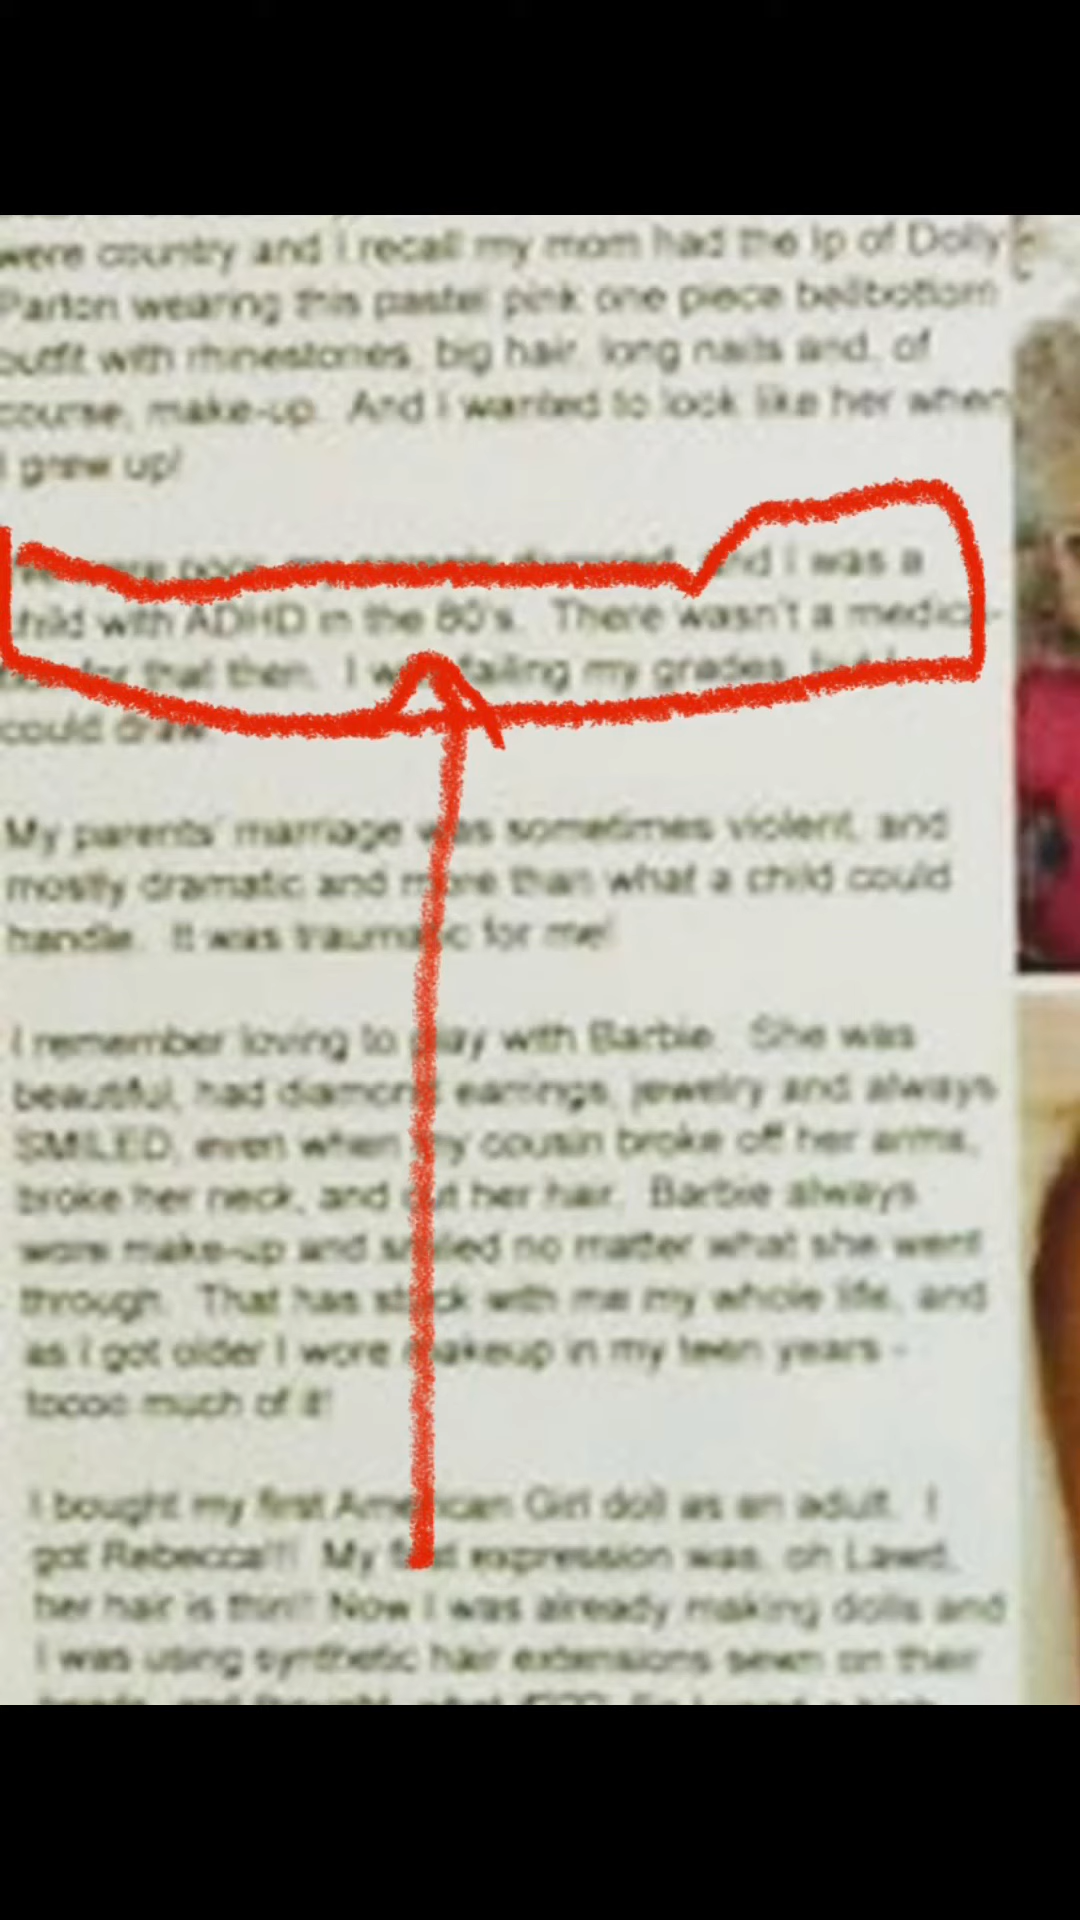 were country and I recall my mom had the lp of Dolly
Parton wearing this pastel pink one piece bellbottom
outfit with rhinestones, big hair, long nails and, of
course, make-up. And I wanted to look like her when
I grew up!
my parents divorced, and I was a
child with ADHD in the 80's. There wasn't a medica-
for that then. I was failing my grades, but I
could draw.
My parents' marriage was sometimes violent, and
mostly dramatic and more than what a child could
handle. It was traumatic for me!
I remember loving to play with Barbie. She was
beautiful, had diamond earrings, jewelry and always
SMILED, even when my cousin broke off her arms,
broke her neck, and cut her hair. Barbie always
wore make-up and smiled no matter what she went
through. That has stuck with me my whole life, and
as I got older I wore makeup in my teen years -
toooo much of it!
I bought my first American Girl doll as an adult. I
got Rebecca!!! My first expression was, oh Lawd,
her hair is thin!! Now I was already making dolls and
I was using synthetic hair extensions sewn on their